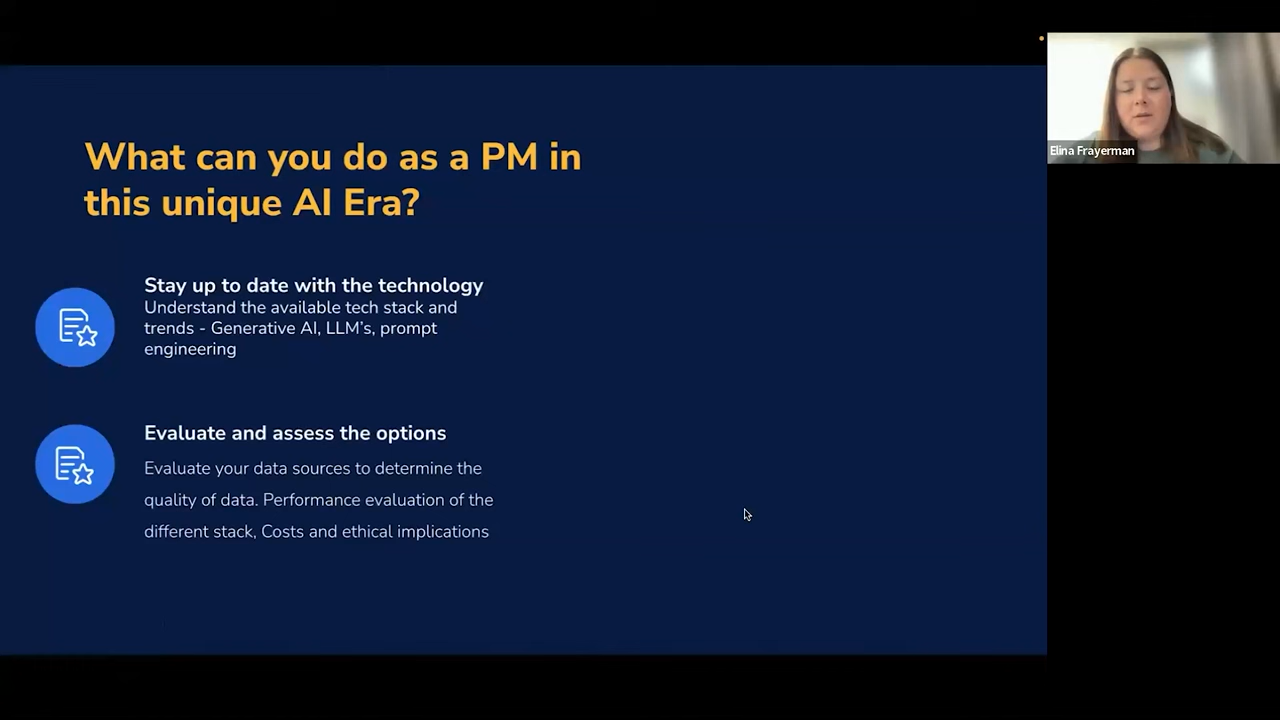 What can you do as a PM in
this unique AI Era?
Stay up to date with the technology
Understand the available tech stack and
trends - Generative AI, LLM's, prompt
engineering
Evaluate and assess the options
Evaluate your data sources to determine the
quality of data. Performance evaluation of the
different stack, Costs and ethical implications
Elina Frayerman